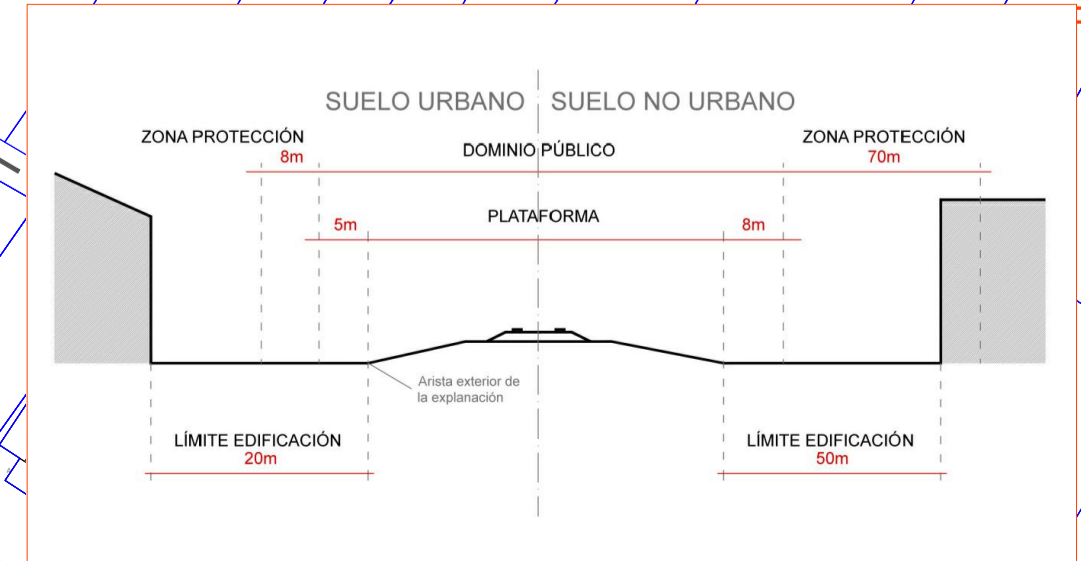 SUELO URBANO
SUELO NO URBANO
ZONA PROTECCIÓN
8m
DOMINIO PÚBLICO
ZONA PROTECCIÓN
70m
5m
PLATAFORMA
8m
Arista exterior de
la explanación
LÍMITE EDIFICACIÓN
20m
LÍMITE EDIFICACIÓN
50m